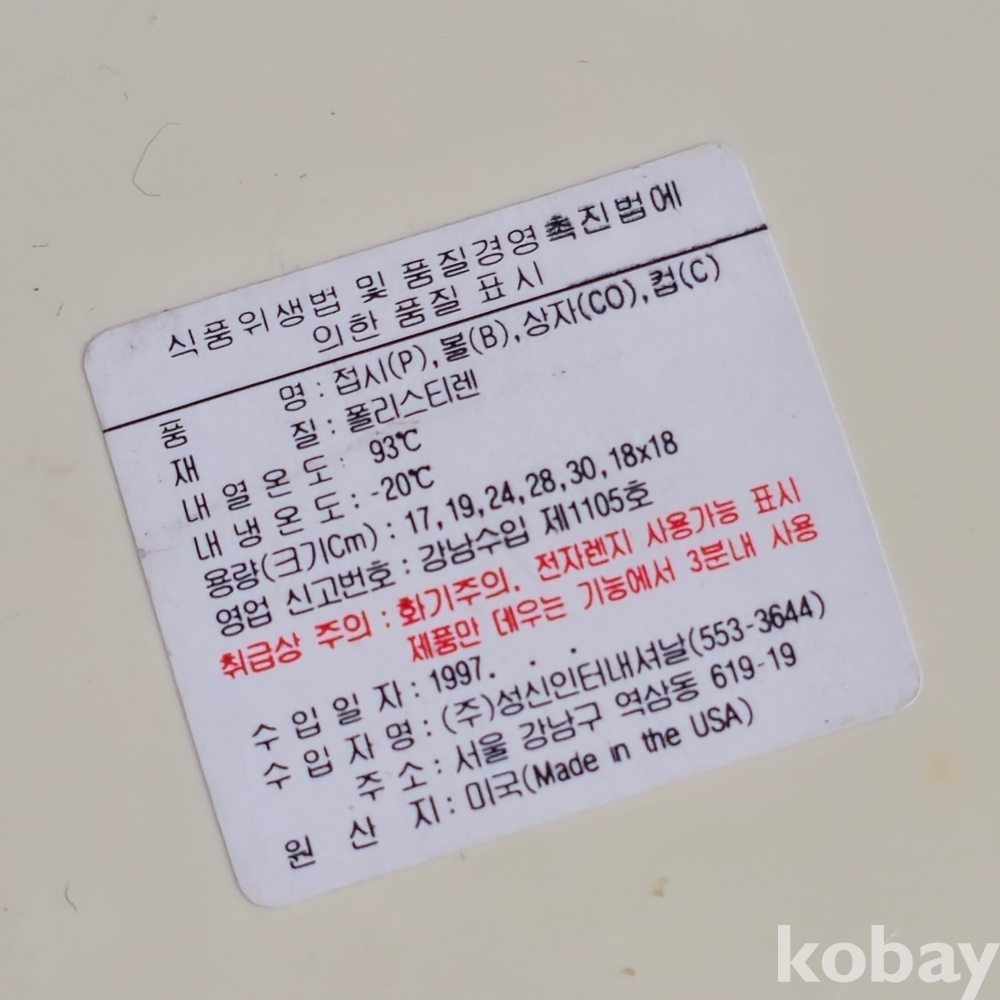 식품위생법 및 품질경영촉진법에
의한 품질 표시
품 명 : 접시(P), 볼(B), 상자(CO), 컵(C)
재 질 : 폴리스티렌
내 열 온 도 : 93℃
내 냉 온 도 : -20℃
용량(크기Cm) : 17, 19, 24, 28, 30, 18x18
영업 신고번호 : 강남수입 제1105호
취급상 주의 : 화기주의. 전자렌지 사용가능 표시
제품만 데우는 기능에서 3분내 사용
수 입 일 자 : 1997. . .
수 입 자 명 : (주)성신인터내셔날(553-3644)
주 소 : 서울 강남구 역삼동 619-19
원 산 지 : 미국(Made in the USA)
kobay